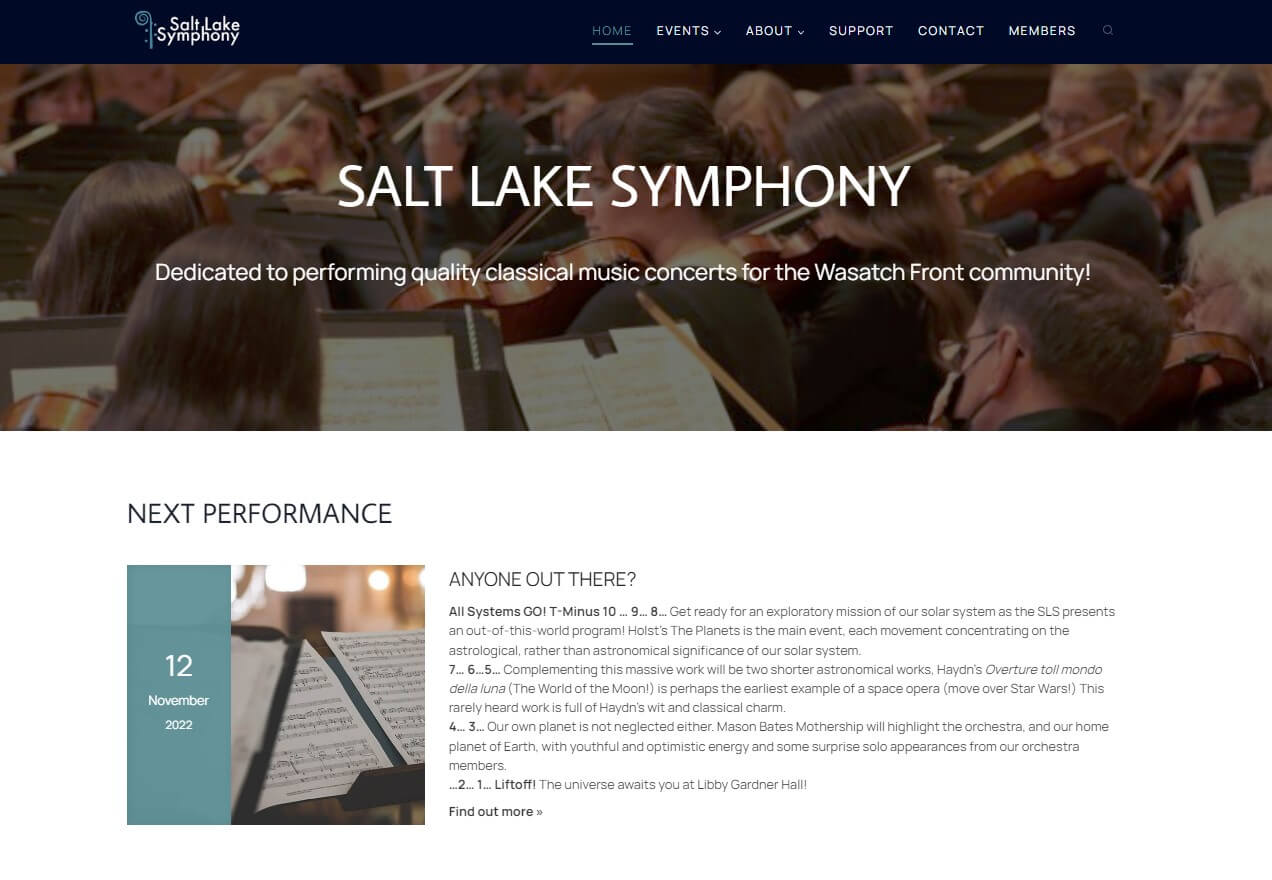 Salt Lake
Symphony
HOME EVENTS ABOUT SUPPORT CONTACT MEMBERS
SALT LAKE SYMPHONY
Dedicated to performing quality classical music concerts for the Wasatch Front community!
NEXT PERFORMANCE
12
November
2022
ANYONE OUT THERE?
All Systems GO! T-Minus 10 … 9… 8… Get ready for an exploratory mission of our solar system as the SLS presents
an out-of-this-world program! Holst's The Planets is the main event, each movement concentrating on the
astrological, rather than astronomical significance of our solar system.
7… 6…5… Complementing this massive work will be two shorter astronomical works, Haydn's Overture toll mondo
della luna (The World of the Moon!) is perhaps the earliest example of a space opera (move over Star Wars!) This
rarely heard work is full of Haydn's wit and classical charm.
4… 3… Our own planet is not neglected either. Mason Bates Mothership will highlight the orchestra, and our home
planet of Earth, with youthful and optimistic energy and some surprise solo appearances from our orchestra
members.
…2… 1… Liftoff! The universe awaits you at Libby Gardner Hall!
Find out more »